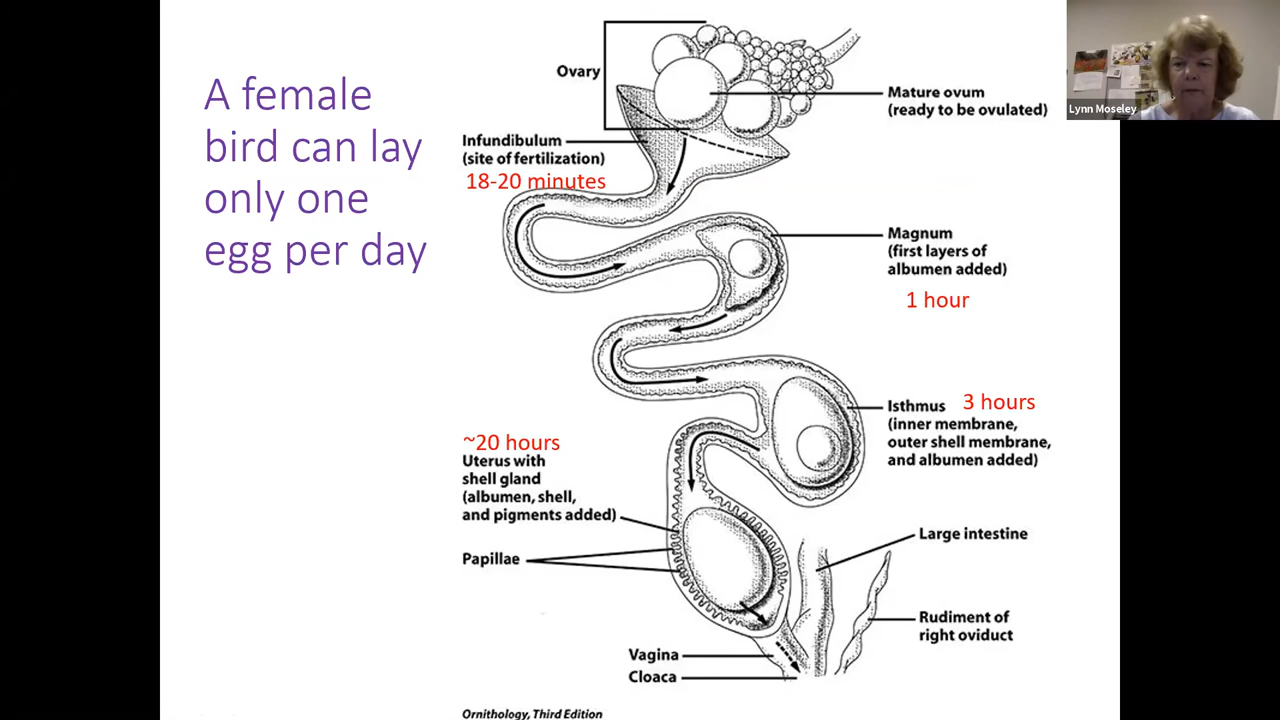 A female
bird can lay
only one
egg per day
Ovary
Mature ovum
(ready to be ovulated)
Infundibulum
(site of fertilization)
18-20 minutes
Magnum
(first layers of
albumen added)
1 hour
Isthmus 3 hours
(inner membrane,
outer shell membrane,
and albumen added)
~20 hours
Uterus with
shell gland
(albumen, shell,
and pigments added)
Papillae
Large intestine
Rudiment of
right oviduct
Vagina
Cloaca
Ornithology, Third Edition
Lynn Moseley